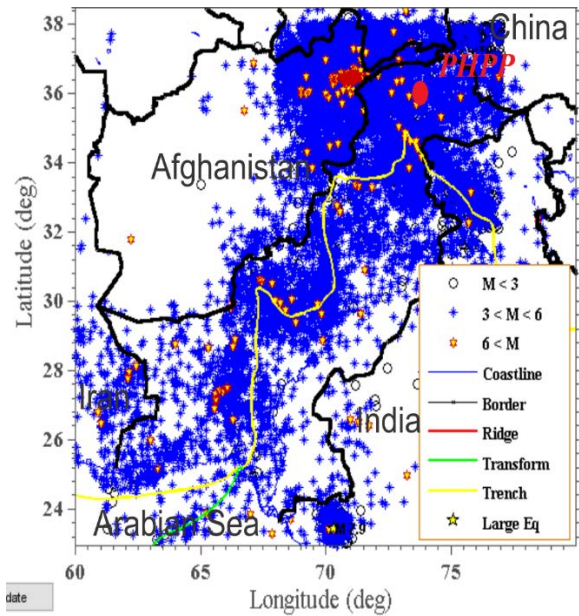 38
36
34
32
30
28
26
24
60
65
70
75
Latitude (deg)
Longitude (deg)
China
PHPP
Afghanistan
Iran
India
Arabian Sea
M < 3
3 < M < 6
6 < M
Coastline
Border
Ridge
Transform
Trench
Large Eq
date